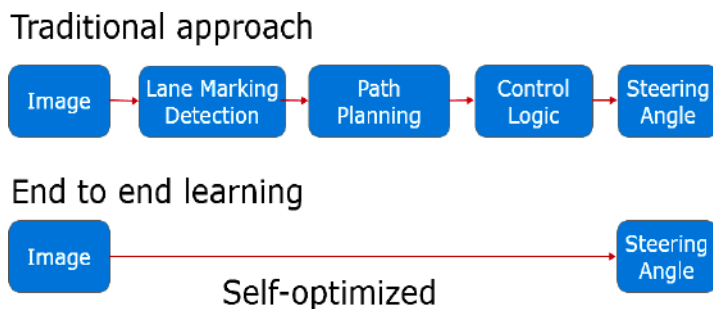 Traditional approach
Image
Lane Marking
Detection
Path
Planning
Control
Logic
Steering
Angle
End to end learning
Image
Steering
Angle
Self-optimized